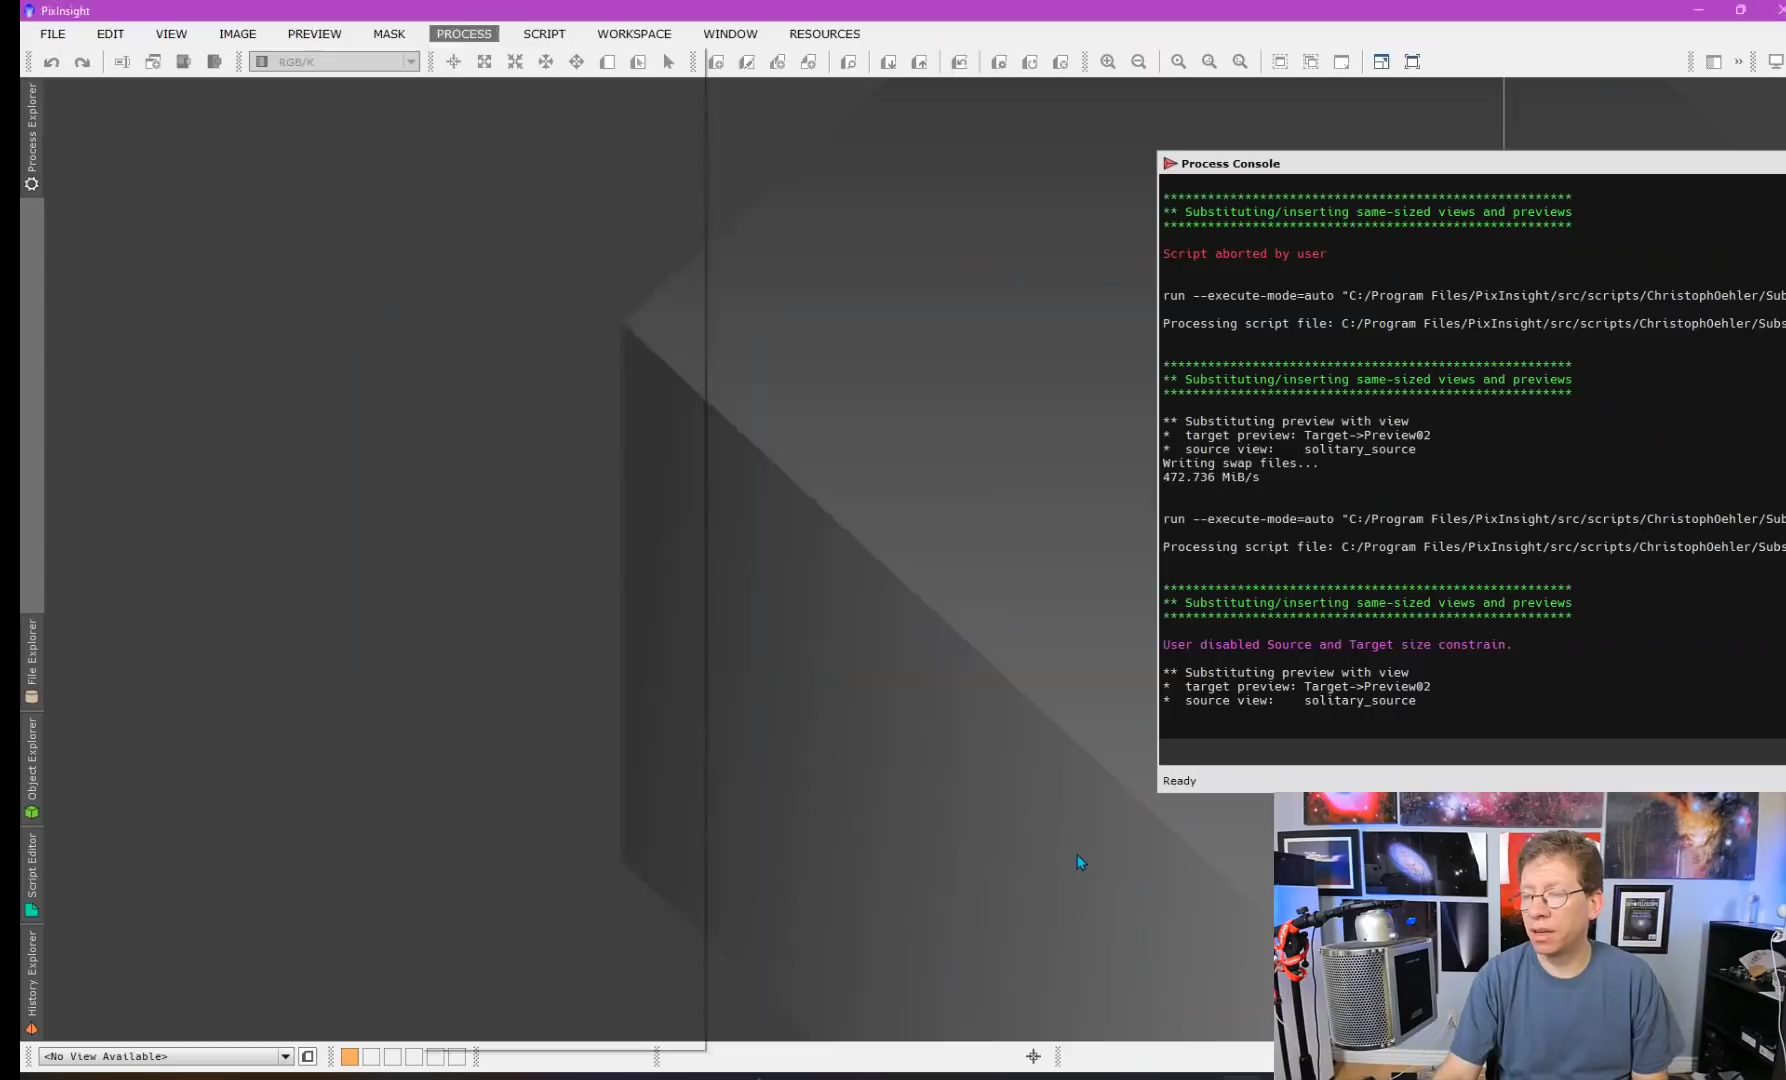 PixInsight
FILE EDIT VIEW IMAGE PREVIEW MASK PROCESS SCRIPT WORKSPACE WINDOW RESOURCES
RGB/K
Process Explorer
File Explorer
Object Explorer
Script Editor
History Explorer
Process Console
*******************************************************
** Substituting/inserting same-sized views and previews
*******************************************************
Script aborted by user
run --execute-mode=auto "C:/Program Files/PixInsight/src/scripts/ChristophOehler/Sub
Processing script file: C:/Program Files/PixInsight/src/scripts/ChristophOehler/Subs
*******************************************************
** Substituting/inserting same-sized views and previews
*******************************************************
** Substituting preview with view
* target preview: Target->Preview02
* source view: solitary_source
Writing swap files...
472.736 MiB/s
run --execute-mode=auto "C:/Program Files/PixInsight/src/scripts/ChristophOehler/Sub
Processing script file: C:/Program Files/PixInsight/src/scripts/ChristophOehler/Subs
*******************************************************
** Substituting/inserting same-sized views and previews
*******************************************************
User disabled Source and Target size constrain.
** Substituting preview with view
* target preview: Target->Preview02
* source view: solitary_source
Ready
<No View Available>